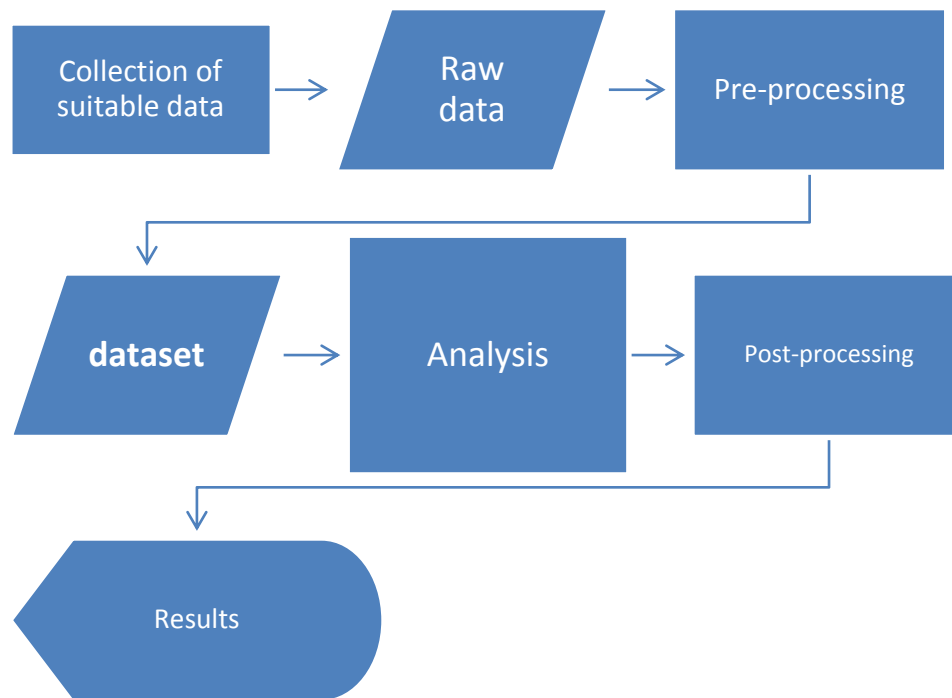 Collection of
suitable data
Raw
data
Pre-processing
dataset
Analysis
Post-processing
Results